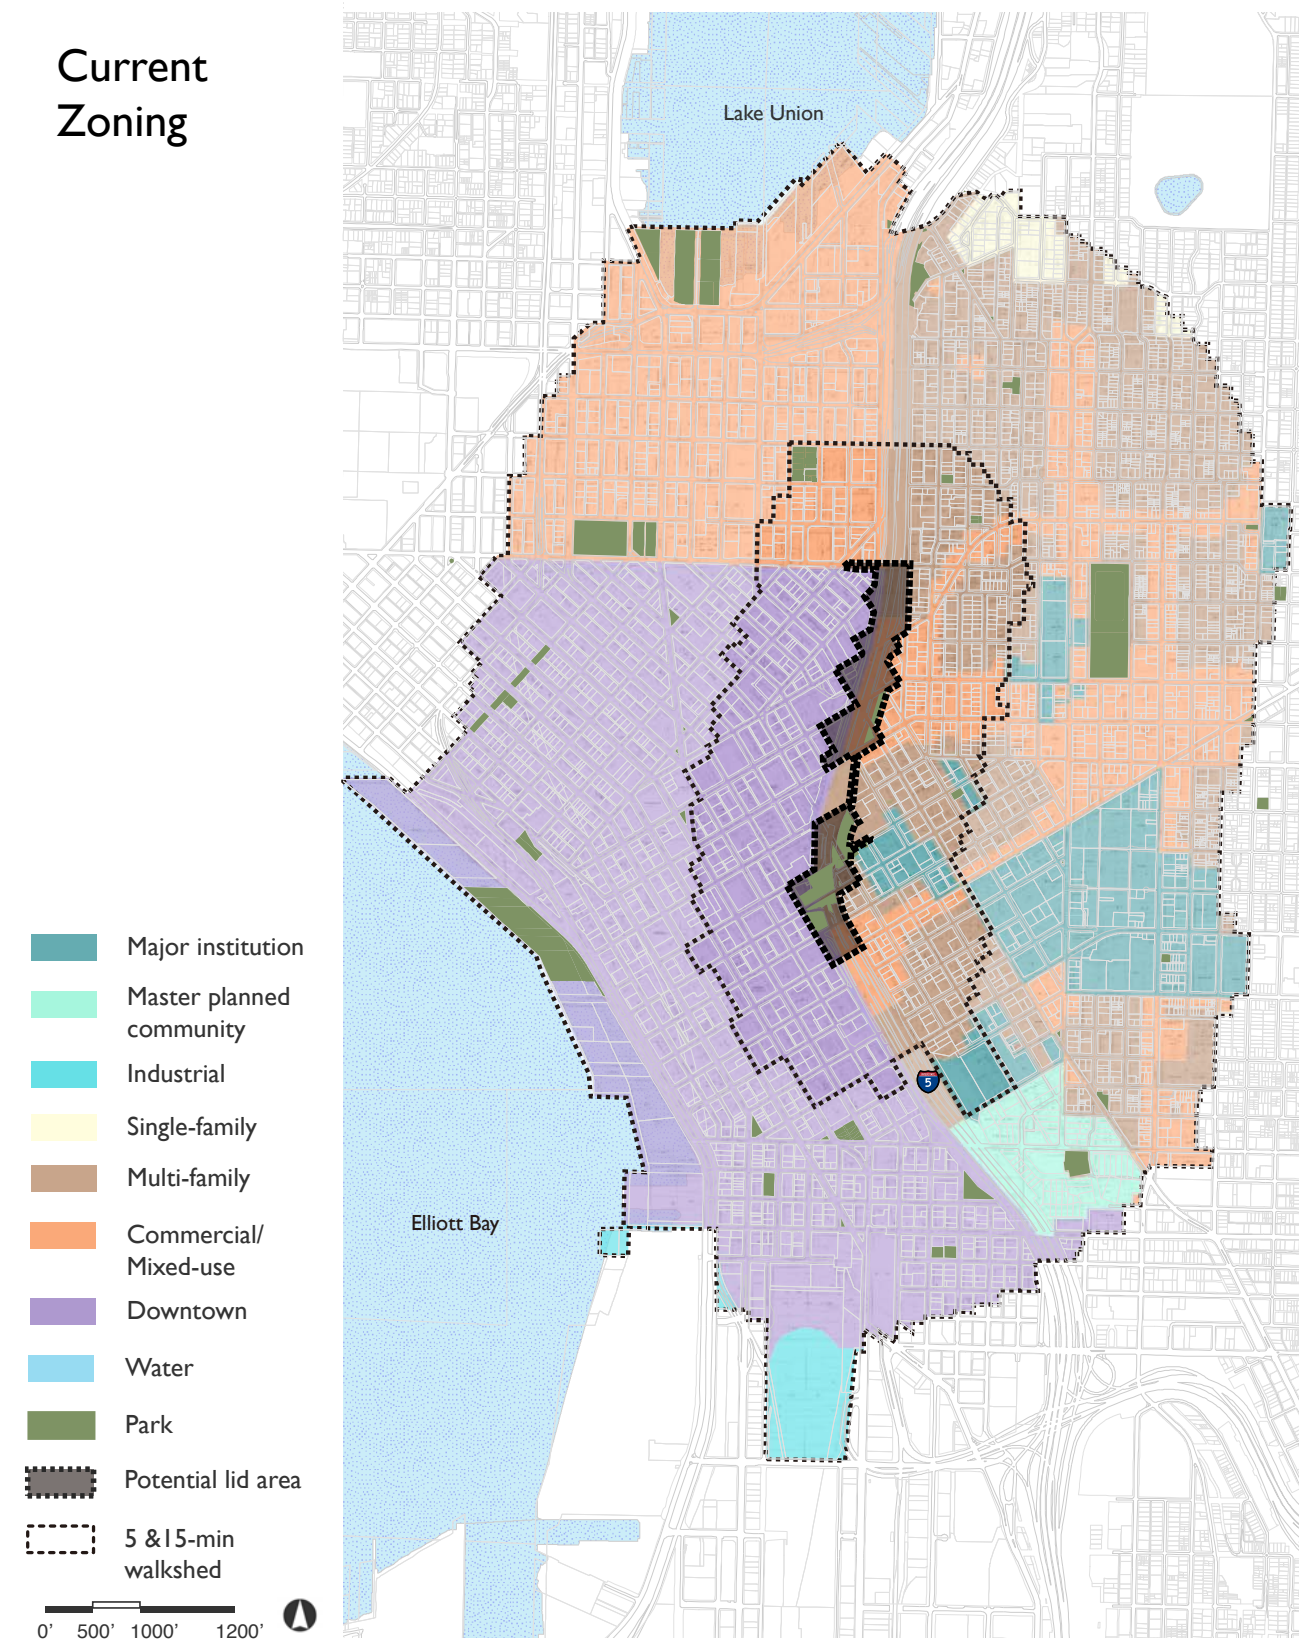 Current
Zoning
Lake Union
Major institution
Master planned
community
Industrial
Single-family
Multi-family
Commercial/
Mixed-use
Downtown
Water
Park
Potential lid area
5 &15-min
walkshed
0' 500' 1000' 1200'
Elliott Bay
5